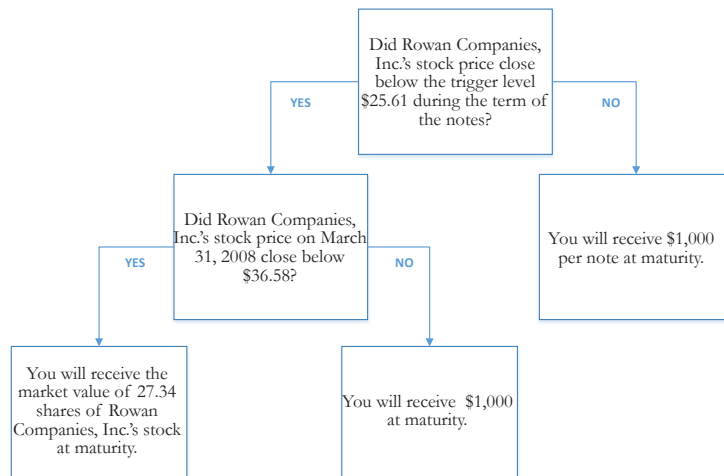 Did Rowan Companies,
Inc.'s stock price close
below the trigger level
$25.61 during the term of
the notes?
YES
NO
Did Rowan Companies,
Inc.'s stock price on March
31, 2008 close below
$36.58?
You will receive $1,000
per note at maturity.
YES
NO
You will receive the
market value of 27.34
shares of Rowan
Companies, Inc.'s stock
at maturity.
You will receive $1,000
at maturity.